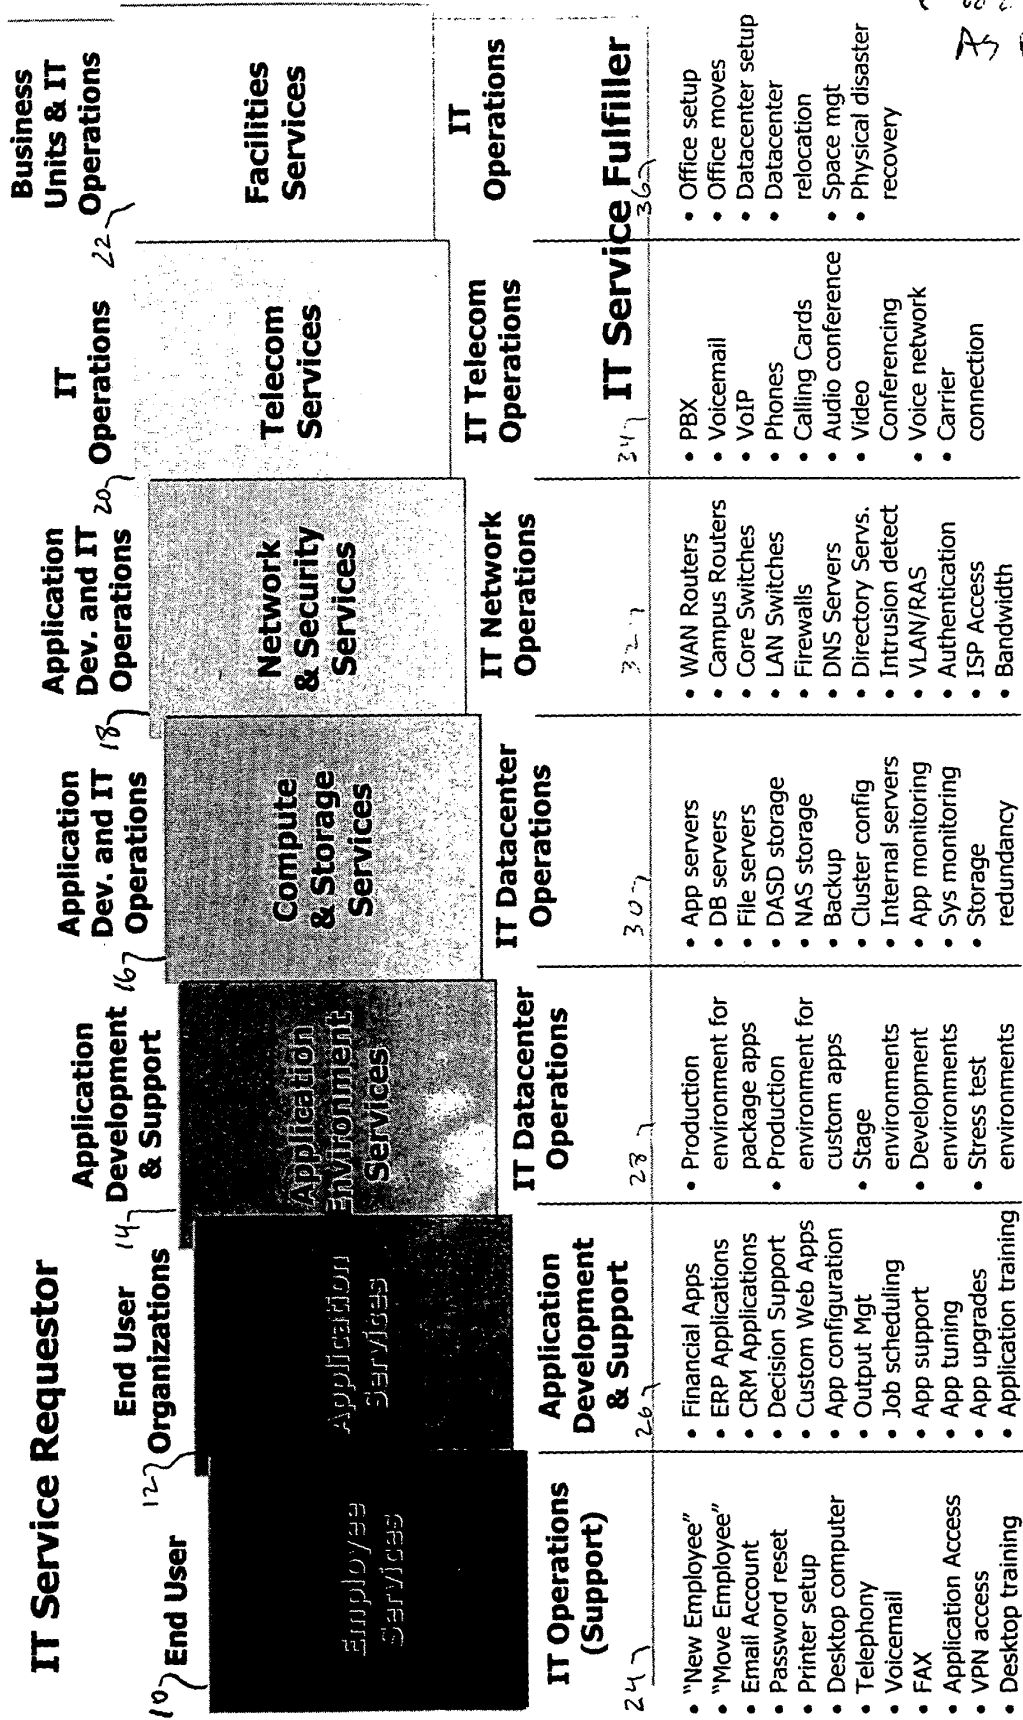 IT Service Requestor
10 End User
12 End User
Organizations
14 Application
Development
& Support
16 Application
Dev. and IT
Operations
18 Application
Dev. and IT
Operations
20 IT
Operations
22 Business
Units & IT
Operations
Employee
Services
Application
Services
Application
Environment
Services
Compute
& Storage
Services
Network
& Security
Services
Telecom
Services
Facilities
Services
IT Operations
(Support)
Application
Development
& Support
IT Datacenter
Operations
IT Datacenter
Operations
IT Network
Operations
IT Telecom
Operations
IT
Operations
IT Service Fulfiller
24
• "New Employee"
• "Move Employee"
• Email Account
• Password reset
• Printer setup
• Desktop computer
• Telephony
• Voicemail
• FAX
• Application Access
• VPN access
• Desktop training
26
• Financial Apps
• ERP Applications
• CRM Applications
• Decision Support
• Custom Web Apps
• App configuration
• Output Mgt
• Job scheduling
• App support
• App tuning
• App upgrades
• Application training
28
• Production
environment for
package apps
• Production
environment for
custom apps
• Stage
environments
• Development
environments
• Stress test
environments
30
• App servers
• DB servers
• File servers
• DASD storage
• NAS storage
• Backup
• Cluster config
• Internal servers
• App monitoring
• Sys monitoring
• Storage
redundancy
32
• WAN Routers
• Campus Routers
• Core Switches
• LAN Switches
• Firewalls
• DNS Servers
• Directory Servs.
• Intrusion detect
• VLAN/RAS
• Authentication
• ISP Access
• Bandwidth
34
• PBX
• Voicemail
• VoIP
• Phones
• Calling Cards
• Audio conference
• Video
Conferencing
• Voice network
• Carrier
connection
36
• Office setup
• Office moves
• Datacenter setup
• Datacenter
relocation
• Space mgt
• Physical disaster
recovery